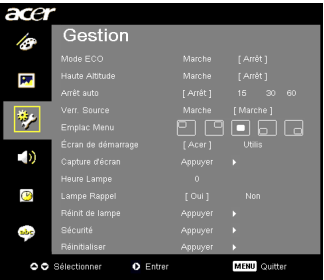 acer
Gestion
Mode ECO Marche [ Arrêt ]
Haute Altitude Marche [ Arrêt ]
Arrêt auto [ Arrêt ] 15 30 60
Verr. Source Marche [ Marche ]
Emplac Menu
Écran de démarrage [ Acer ] Utilis
Capture d'écran Appuyer
Heure Lampe 0
Lampe Rappel [ Oui ] Non
Réinit de lampe Appuyer
Sécurité Appuyer
Réinitialiser Appuyer
abc
Sélectionner Entrer MENU Quitter